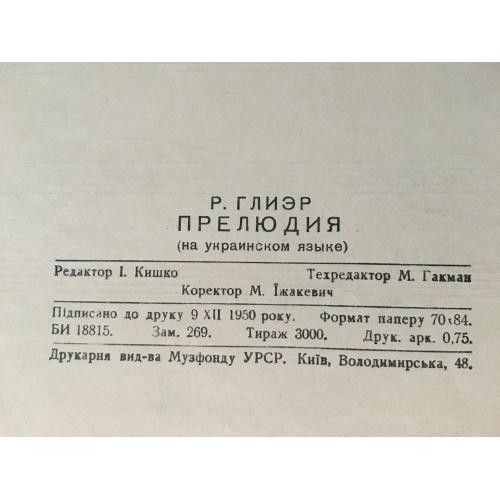 Р. ГЛИЭР
ПРЕЛЮДИЯ
(на украинском языке)
Редактор І. Кишко Техредактор М. Гакман
Коректор М. Їжакевич
Підписано до друку 9 XII 1950 року. Формат паперу 70x84.
БИ 18815. Зам. 269. Тираж 3000. Друк. арк. 0,75.
Друкарня вид-ва Музфонду УРСР. Київ, Володимирська, 48.